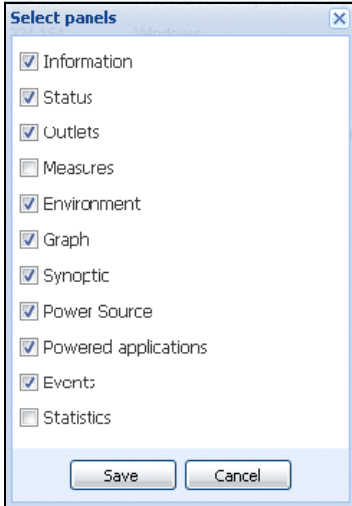 Select panels
Information
Status
Outlets
Measures
Environment
Graph
Synoptic
Power Source
Powered applications
Events
Statistics
Save Cancel